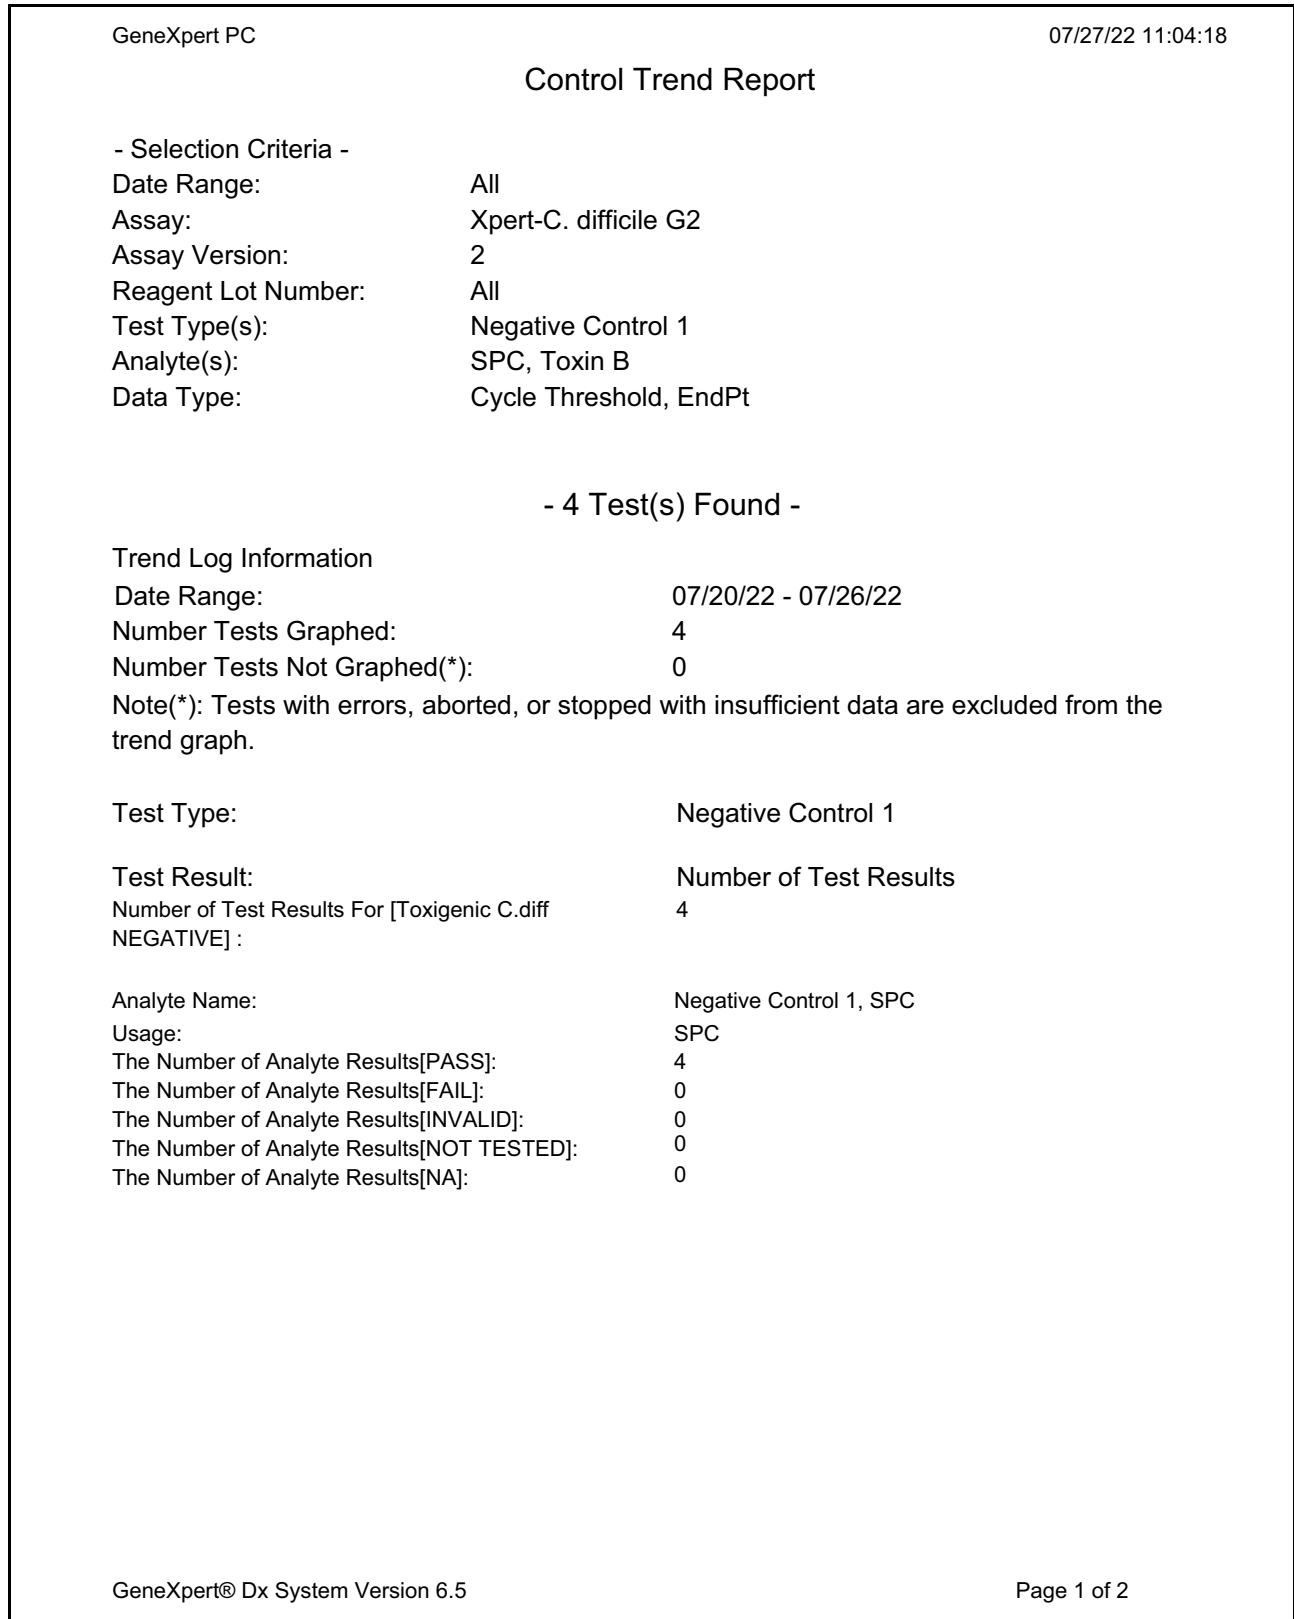 GeneXpert PC 07/27/22 11:04:18
Control Trend Report
- Selection Criteria -
Date Range: All
Assay: Xpert-C. difficile G2
Assay Version: 2
Reagent Lot Number: All
Test Type(s): Negative Control 1
Analyte(s): SPC, Toxin B
Data Type: Cycle Threshold, EndPt
- 4 Test(s) Found -
Trend Log Information
Date Range: 07/20/22 - 07/26/22
Number Tests Graphed: 4
Number Tests Not Graphed(*): 0
Note(*): Tests with errors, aborted, or stopped with insufficient data are excluded from the
trend graph.
Test Type: Negative Control 1
Test Result: Number of Test Results
Number of Test Results For [Toxigenic C.diff 4
NEGATIVE] :
Analyte Name: Negative Control 1, SPC
Usage: SPC
The Number of Analyte Results[PASS]: 4
The Number of Analyte Results[FAIL]: 0
The Number of Analyte Results[INVALID]: 0
The Number of Analyte Results[NOT TESTED]: 0
The Number of Analyte Results[NA]: 0
GeneXpert® Dx System Version 6.5 Page 1 of 2